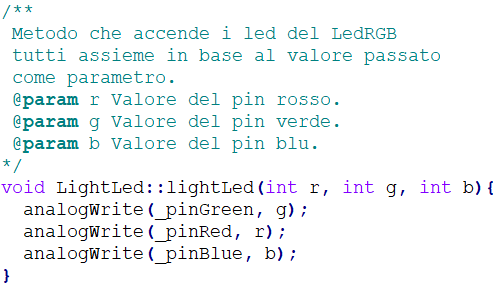 /**
Metodo che accende i led del LedRGB
tutti assieme in base al valore passato
come parametro.
@param r Valore del pin rosso.
@param g Valore del pin verde.
@param b Valore del pin blu.
*/
void LightLed::lightLed(int r, int g, int b){
analogWrite(_pinGreen, g);
analogWrite(_pinRed, r);
analogWrite(_pinBlue, b);
}